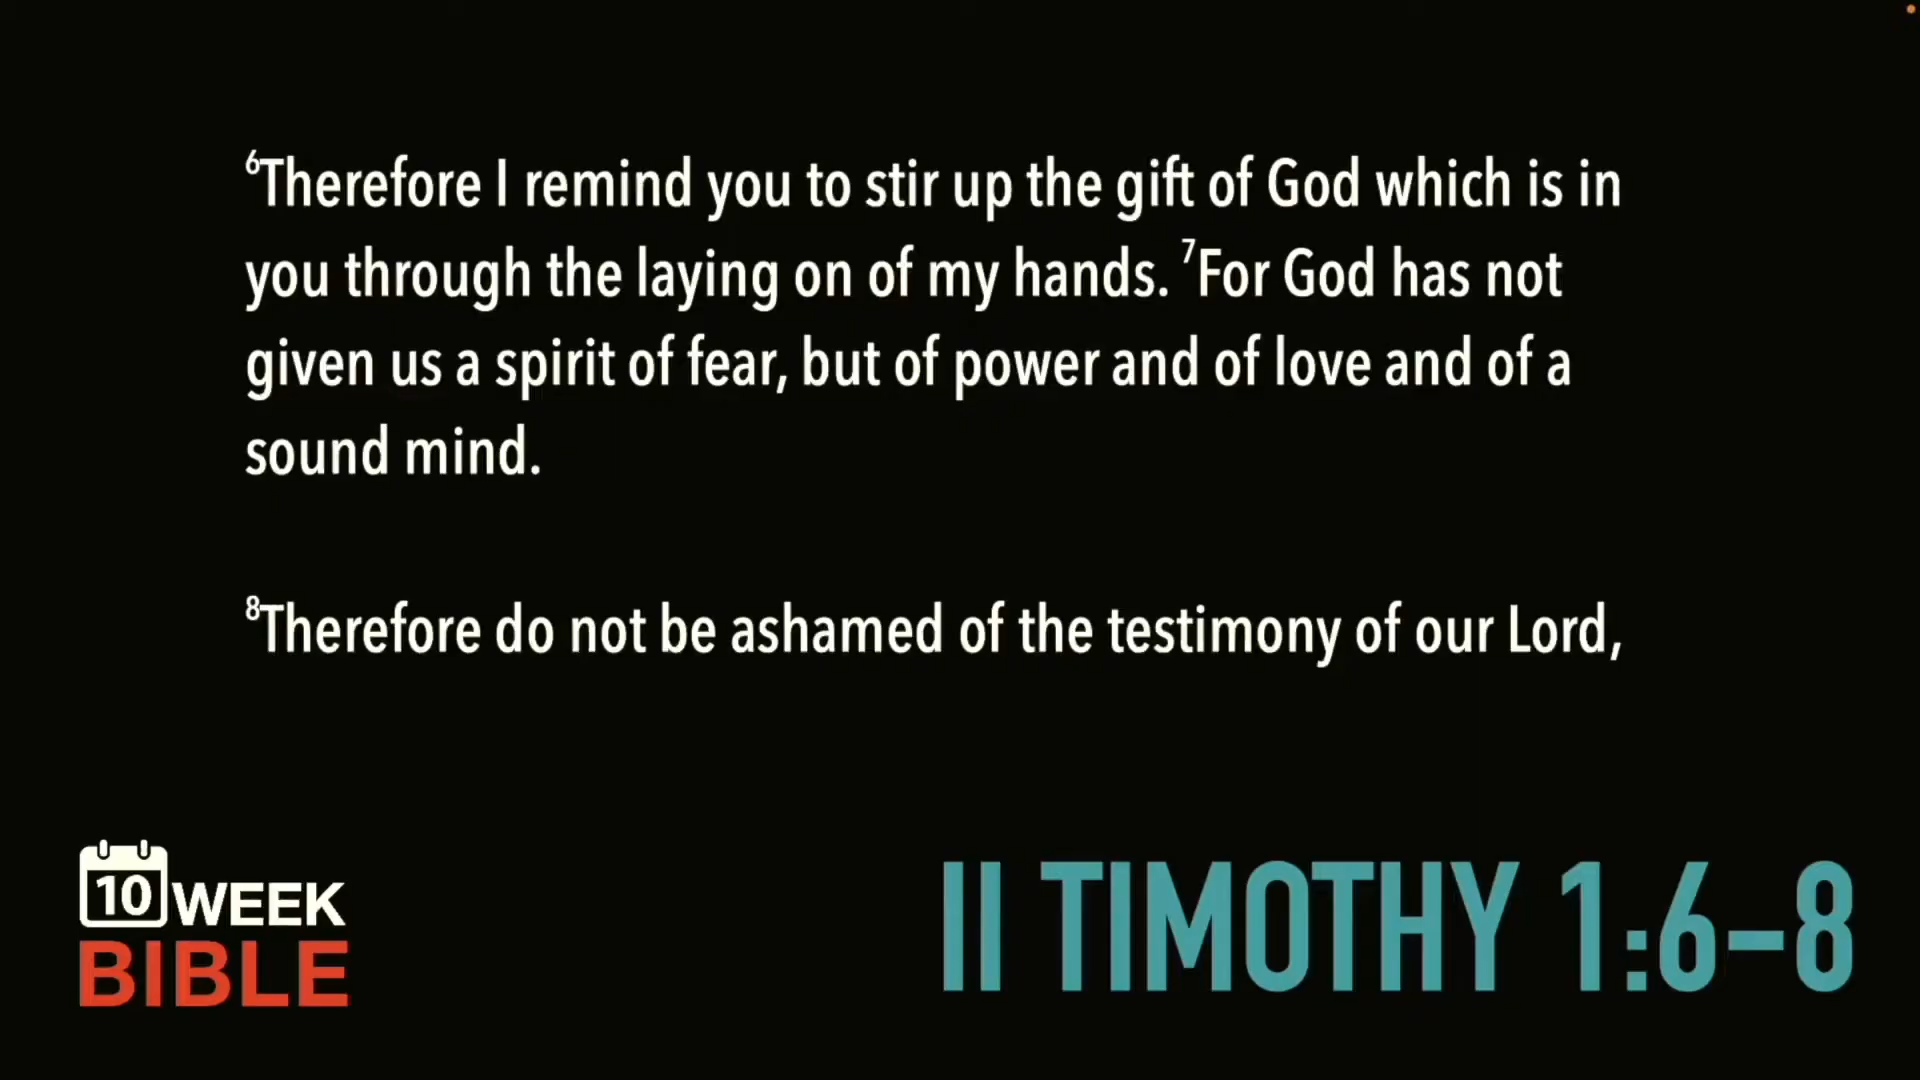 ⁶Therefore I remind you to stir up the gift of God which is in
you through the laying on of my hands. ⁷For God has not
given us a spirit of fear, but of power and of love and of a
sound mind.
⁸Therefore do not be ashamed of the testimony of our Lord,
10 WEEK
BIBLE
II TIMOTHY 1:6–8